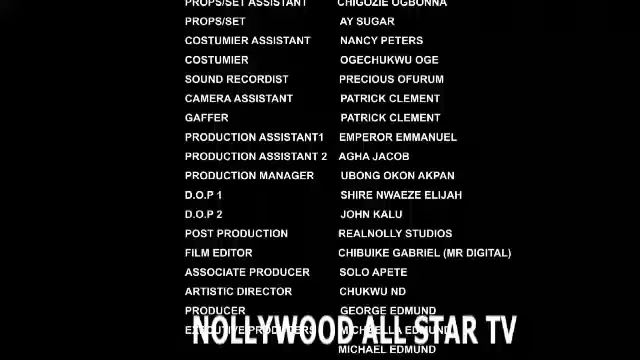 PROPS/SET ASSISTANT CHIGOZIE OGBONNA
PROPS/SET AY SUGAR
COSTUMIER ASSISTANT NANCY PETERS
COSTUMIER OGECHUKWU OGE
SOUND RECORDIST PRECIOUS OFURUM
CAMERA ASSISTANT PATRICK CLEMENT
GAFFER PATRICK CLEMENT
PRODUCTION ASSISTANT1 EMPEROR EMMANUEL
PRODUCTION ASSISTANT 2 AGHA JACOB
PRODUCTION MANAGER UBONG OKON AKPAN
D.O.P 1 SHIRE NWAEZE ELIJAH
D.O.P 2 JOHN KALU
POST PRODUCTION REALNOLLY STUDIOS
FILM EDITOR CHIBUIKE GABRIEL (MR DIGITAL)
ASSOCIATE PRODUCER SOLO APETE
ARTISTIC DIRECTOR CHUKWU ND
PRODUCER GEORGE EDMUND
EXECUTIVE PRODUCERS EDMUND
NOLLYWOOD ALL STAR TV
MICHAEL EDMUND